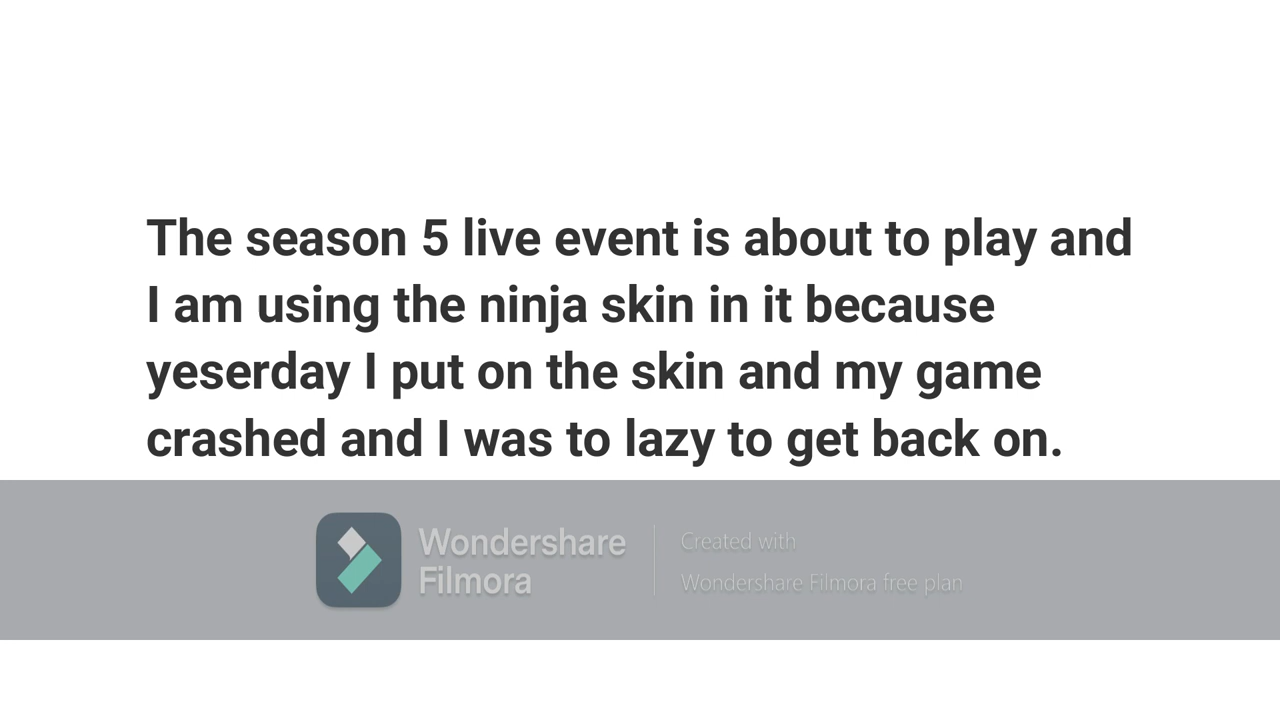 The season 5 live event is about to play and
I am using the ninja skin in it because
yeserday I put on the skin and my game
crashed and I was to lazy to get back on.
Wondershare
Filmora
Created with
Wondershare Filmora free plan